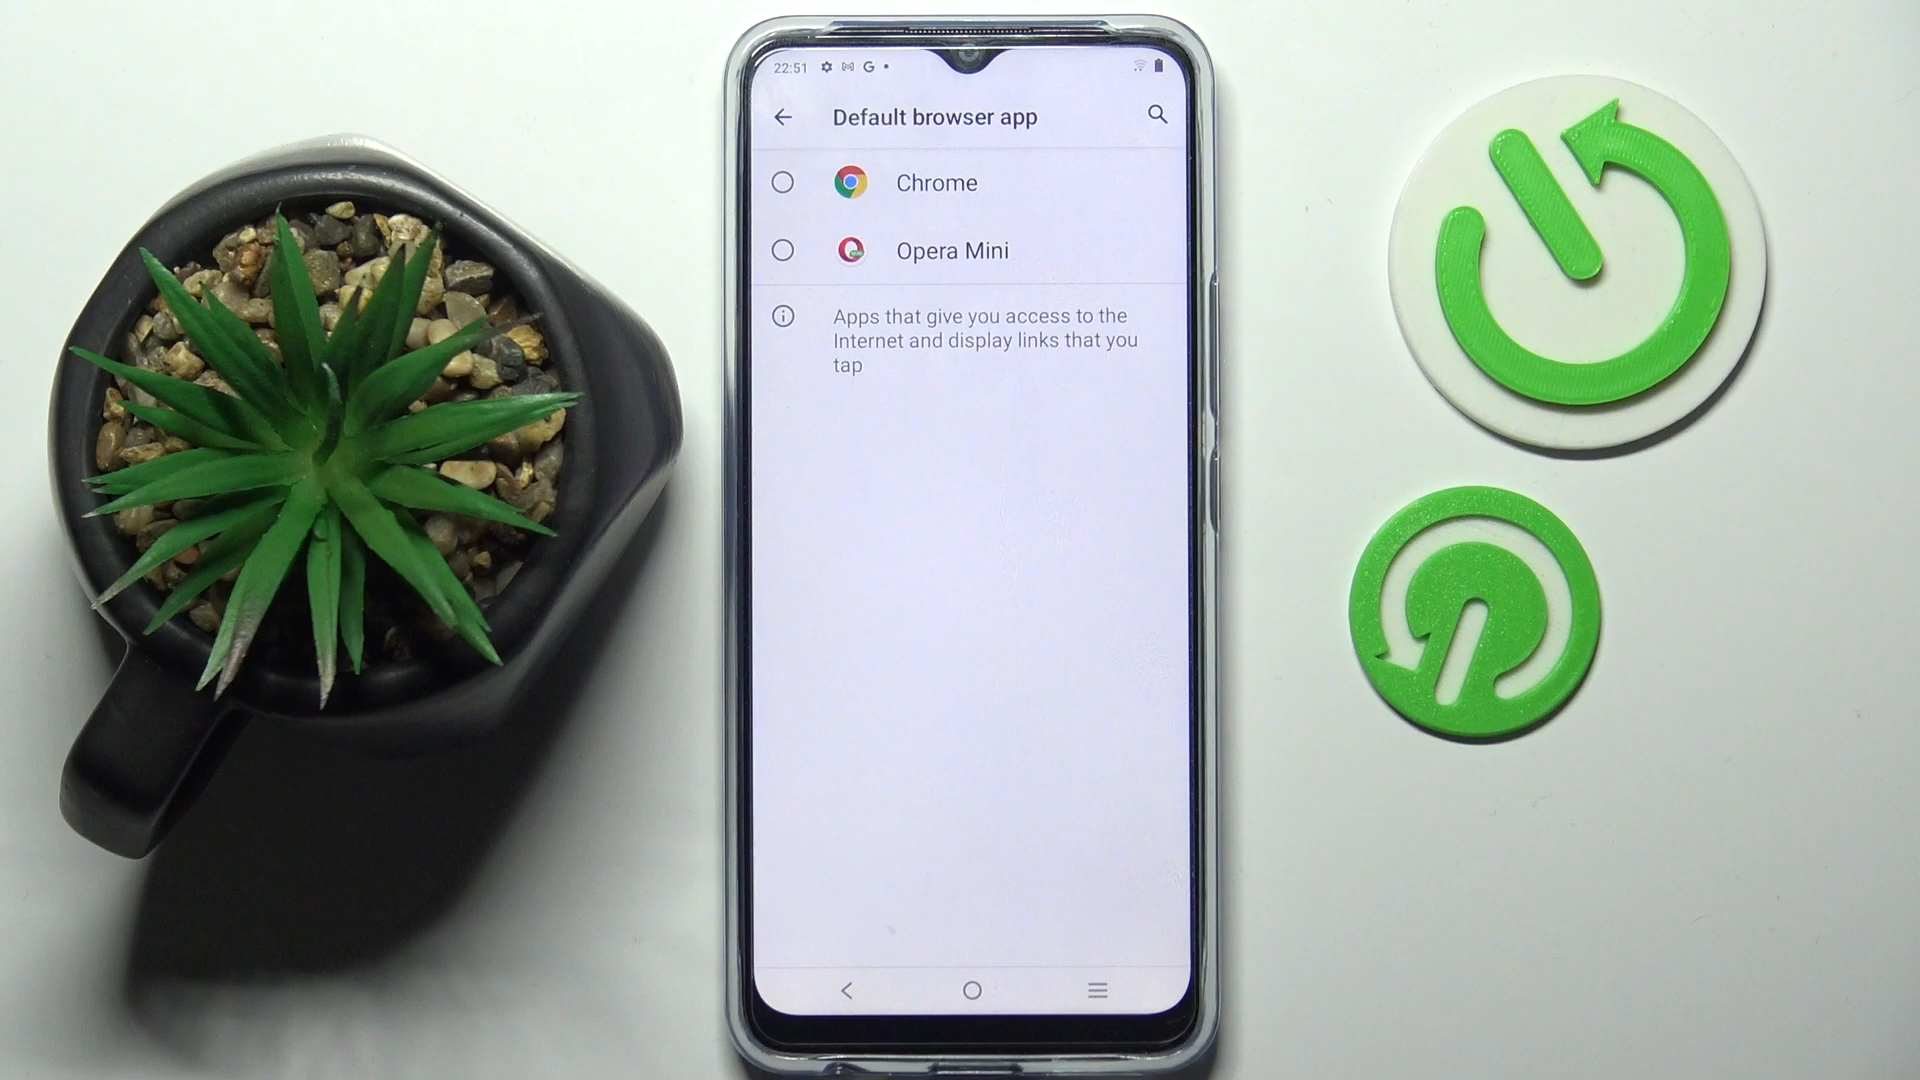 22:51
Default browser app
Chrome
Opera Mini
Apps that give you access to the
Internet and display links that you
tap